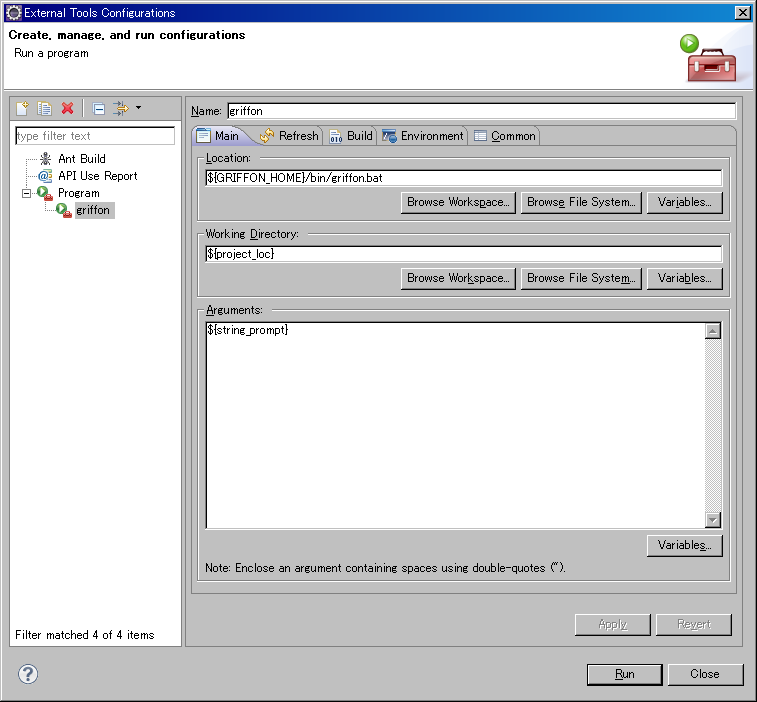 External Tools Configurations
Create, manage, and run configurations
Run a program
type filter text
Ant Build
API Use Report
Program
griffon
Filter matched 4 of 4 items
Name: griffon
Main Refresh Build Environment Common
Location:
${GRIFFON_HOME}/bin/griffon.bat
Browse Workspace... Browse File System... Variables...
Working Directory:
${project_loc}
Browse Workspace... Browse File System... Variables...
Arguments:
${string_prompt}
Variables...
Note: Enclose an argument containing spaces using double-quotes (").
Apply Revert
? Run Close